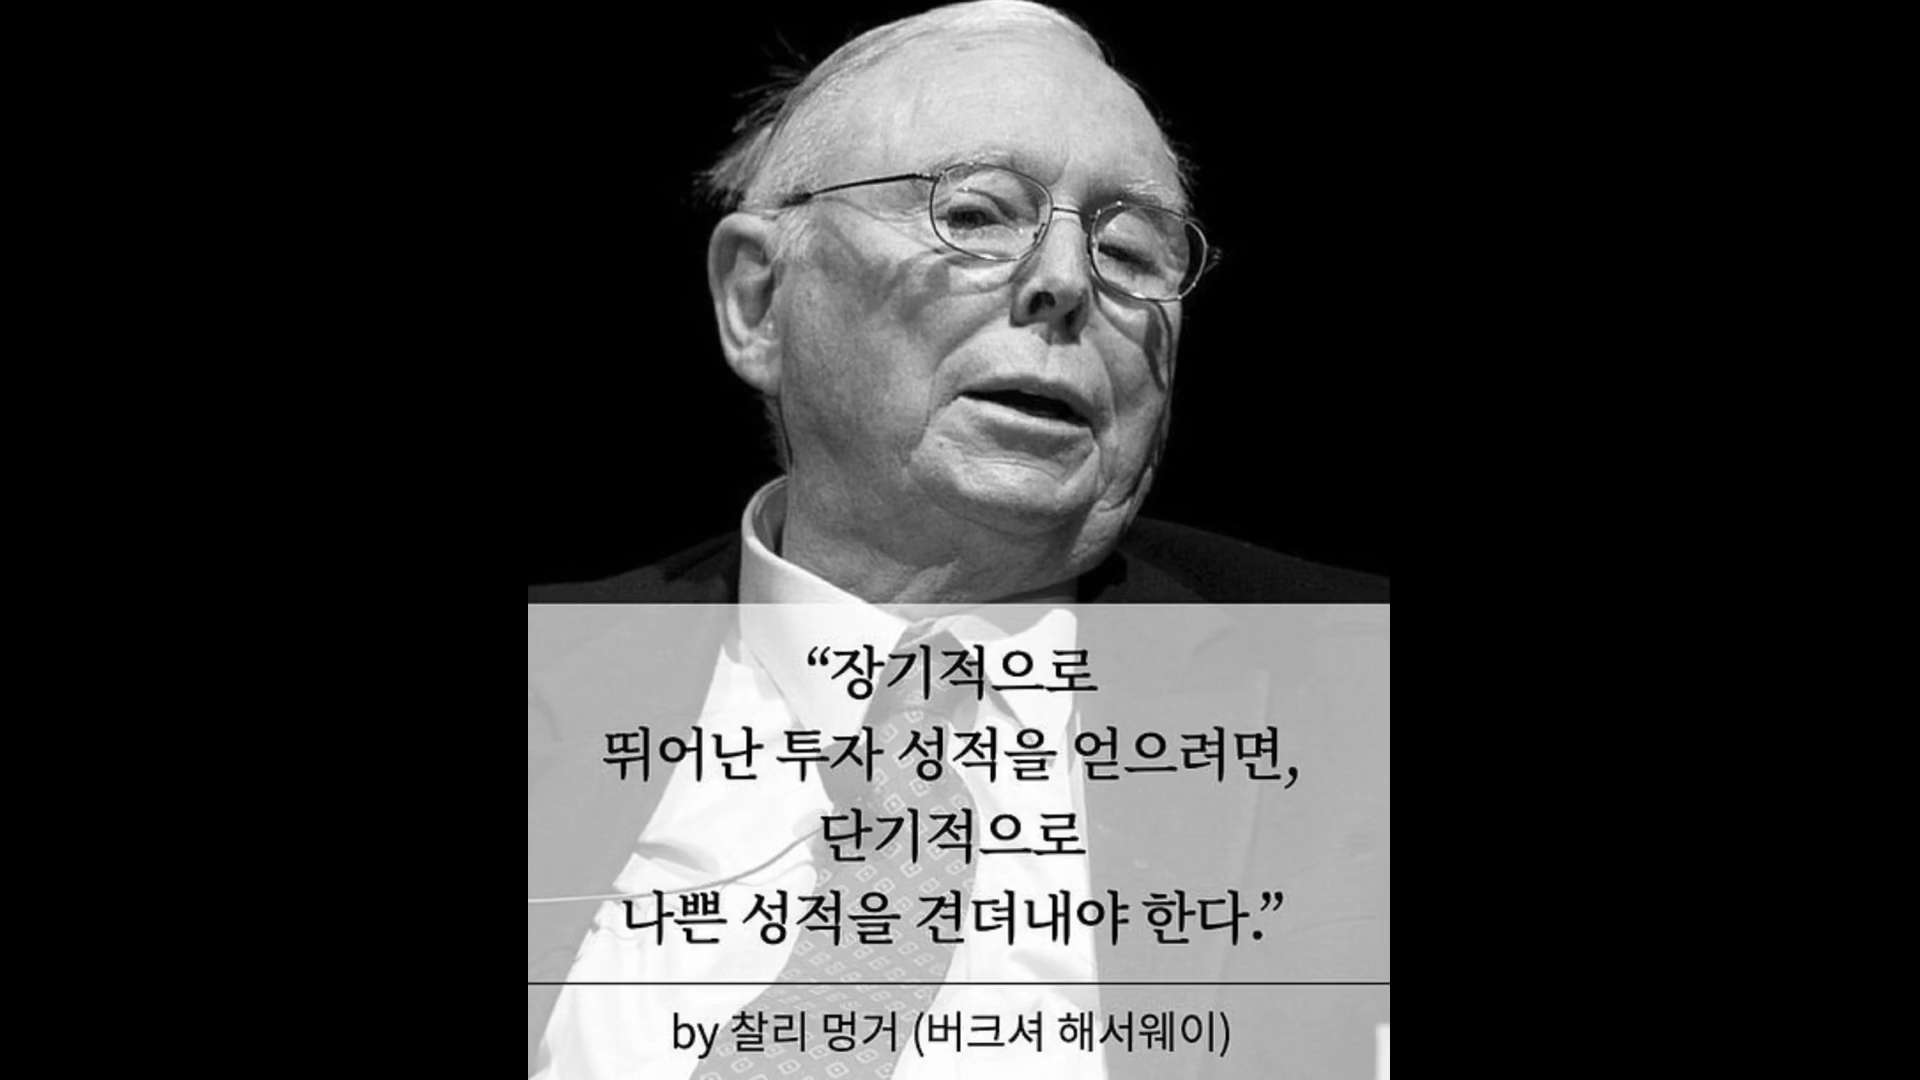 “장기적으로
뛰어난 투자 성적을 얻으려면,
단기적으로
나쁜 성적을 견뎌내야 한다.”
by 찰리 멍거 (버크셔 해서웨이)